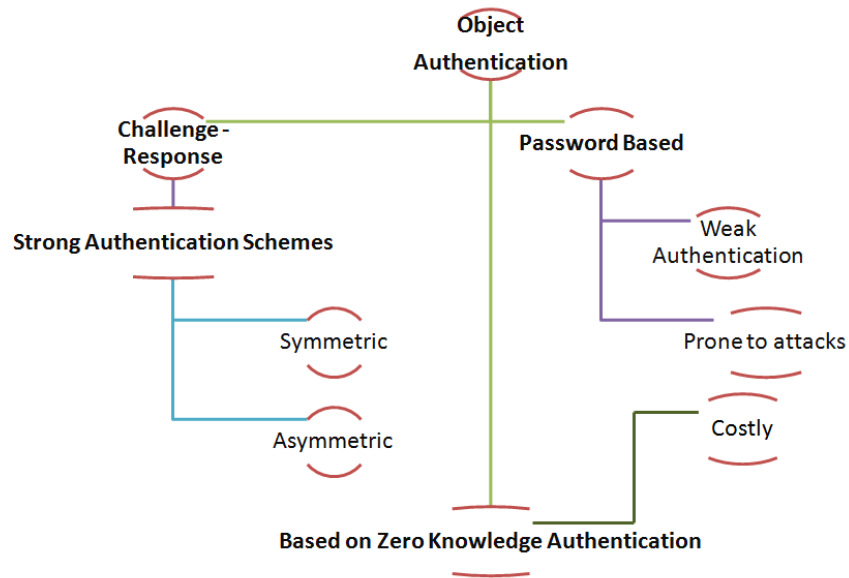 Object
Authentication
Challenge -
Response
Password Based
Strong Authentication Schemes
Weak
Authentication
Symmetric
Prone to attacks
Asymmetric
Costly
Based on Zero Knowledge Authentication